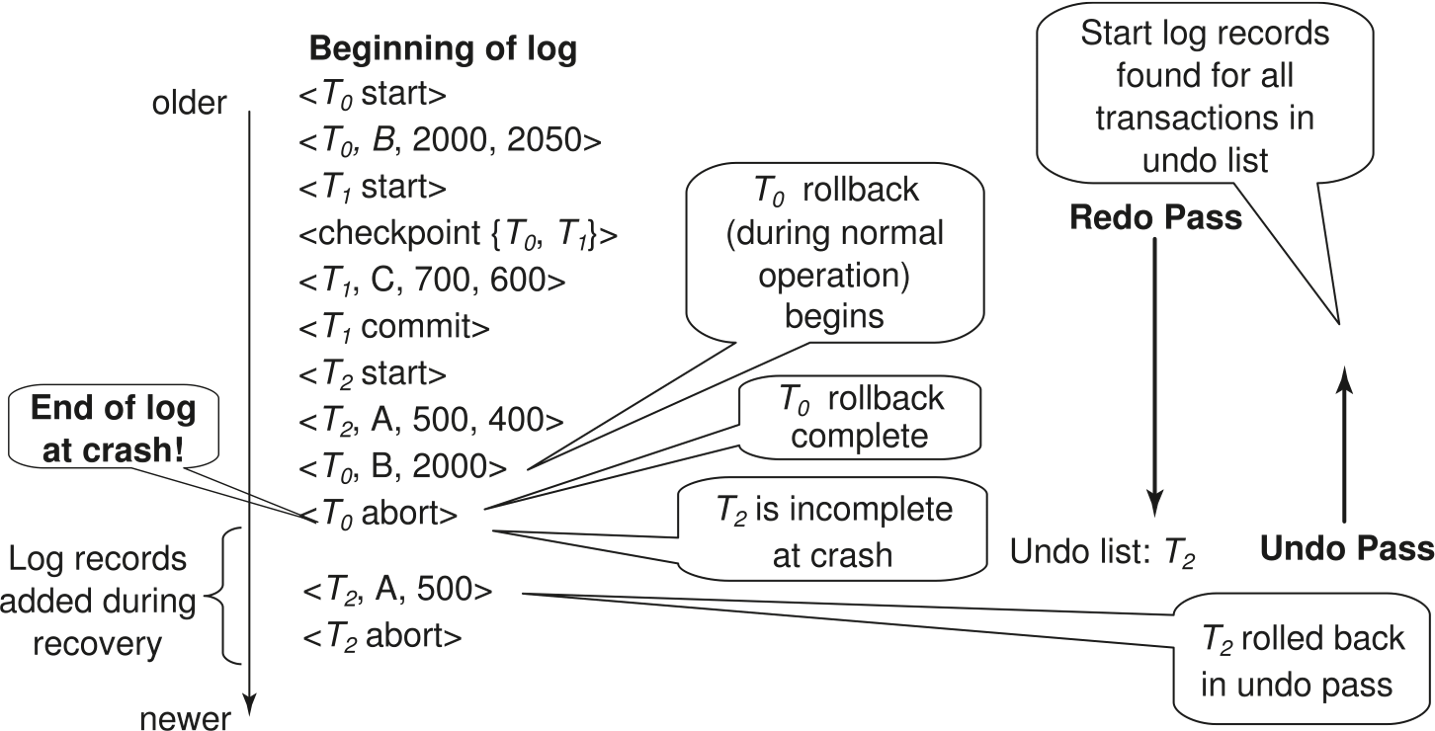 Beginning of log
older
<T0 start>
<T0, B, 2000, 2050>
<T1 start>
<checkpoint {T0, T1}>
<T1, C, 700, 600>
<T1 commit>
<T2 start>
<T2, A, 500, 400>
<T0, B, 2000>
<T0 abort>
<T2, A, 500>
<T2 abort>
newer
End of log
at crash!
Log records
added during
recovery
T0 rollback
(during normal
operation)
begins
T0 rollback
complete
T2 is incomplete
at crash
Start log records
found for all
transactions in
undo list
Redo Pass
Undo list: T2
Undo Pass
T2 rolled back
in undo pass